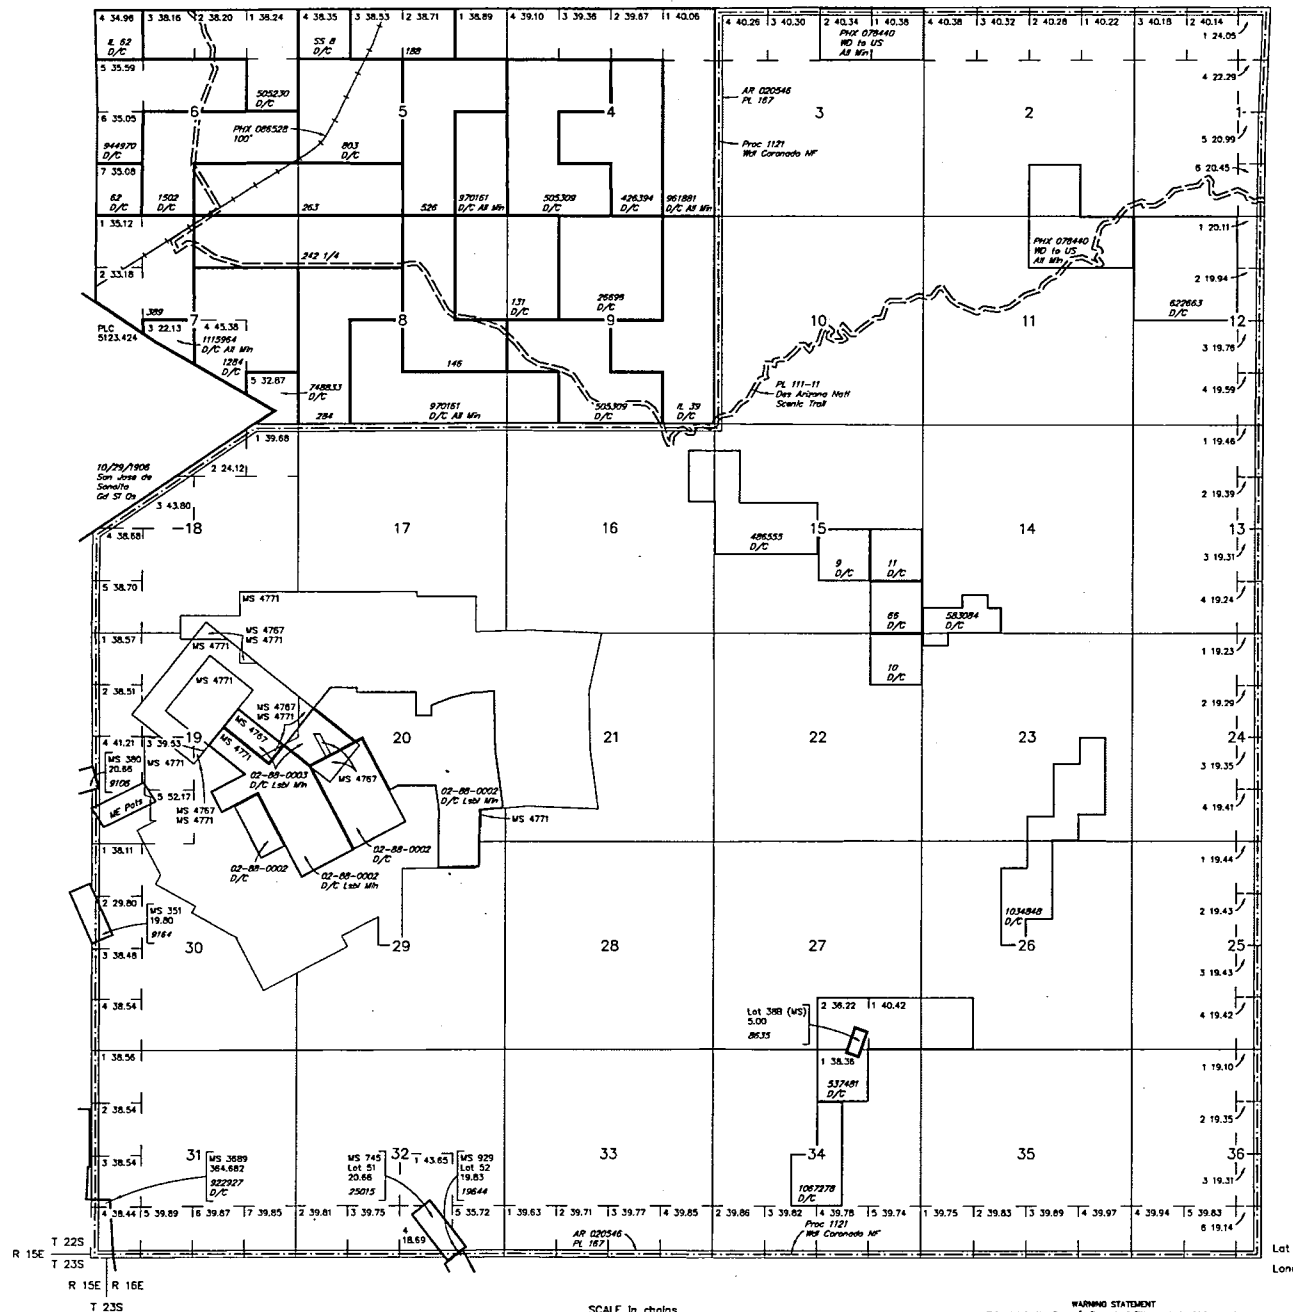 4 34.96 3 38.16 2 38.20 1 38.24 4 38.35 3 38.53 2 38.71 1 38.89 4 39.10 3 39.36 2 39.67 1 40.06 4 40.26 3 40.30 2 40.34 1 40.38 4 40.38 3 40.32 2 40.28 1 40.22 3 40.18 2 40.14
1 24.05
IL 62
D/C
SS 8
D/C
188
PHX 078440
WD to US
All Min
5 35.59
4 22.29
505230
D/C
AR 020546
PL 167
6 35.05
6
5
4
3
2
1
PHX 086528
100'
944970
D/C
803
D/C
Proc 1121
Wdl Coronado NF
5 20.99
7 35.08
6 20.45
62
D/C
1502
D/C
263
526
970161
D/C All Min
505309
D/C
426394
D/C
961881
D/C All Min
1 35.12
1 20.11
242 1/4
PHX 078440
WD to US
All Min
2 33.18
2 19.94
131
D/C
26696
D/C
622663
D/C
389
PLC
5123.424
3 22.13
4 45.38
7
8
9
10
11
12
1115964
D/C All Min
3 19.76
1284
D/C
146
5 32.67
748833
D/C
PL 111-11
Des Arizona Natl
Scenic Trail
4 19.59
284
970161
D/C All Min
505309
D/C
IL 39
D/C
1 39.68
1 19.46
10/29/1906
San Jose de
Sonoita
Gd St Qs
2 24.12
2 19.39
3 43.80
18
17
16
15
14
13
4 38.68
486555
D/C
3 19.31
9
D/C
11
D/C
5 38.70
4 19.24
MS 4771
66
D/C
583084
D/C
1 38.57
MS 4767
MS 4771
MS 4771
1 19.23
10
D/C
MS 4771
2 38.51
2 19.29
MS 4767
MS 4771
MS 4767
4 41.21
3 39.53
19
20
21
22
23
24
MS 4771
MS 380
20.66
9106
MS 4771
3 19.35
02-88-0003
D/C Lsbl Min
MS 4767
5 52.17
02-88-0002
D/C Lsbl Min
4 19.41
ME Pats
MS 4767
MS 4771
MS 4771
1 38.11
02-88-0002
D/C
1 19.44
02-88-0002
D/C
02-88-0002
D/C Lsbl Min
2 29.80
MS 351
19.80
9164
1034848
D/C
2 19.43
30
29
28
27
26
25
3 38.48
3 19.43
4 38.54
Lot 38B (MS)
5.00
8635
2 36.22
1 40.42
4 19.42
1 38.56
1 38.36
1 19.10
537481
D/C
2 38.54
2 19.35
3 38.54
31
MS 3689
364.682
922927
D/C
MS 745
Lot 51
20.66
25015
32
1 43.65
MS 929
Lot 52
19.83
19644
33
34
35
36
1067278
D/C
3 19.31
4 38.44 5 39.89 6 39.87 7 39.85 2 39.81 3 39.75 5 35.72 1 39.63 2 39.77 4 39.85 2 39.86 3 39.82 4 39.78 5 39.74 1 39.75 2 39.83 3 39.89 4 39.97 4 39.94 5 39.83
4
18.69
6 19.14
AR 020546
PL 167
Proc 1121
Wdl Coronado NF
T 22S
R 15E
T 23S
R 15E R 16E
T 23S
Lat
SCALE in chains
WARNING STATEMENT